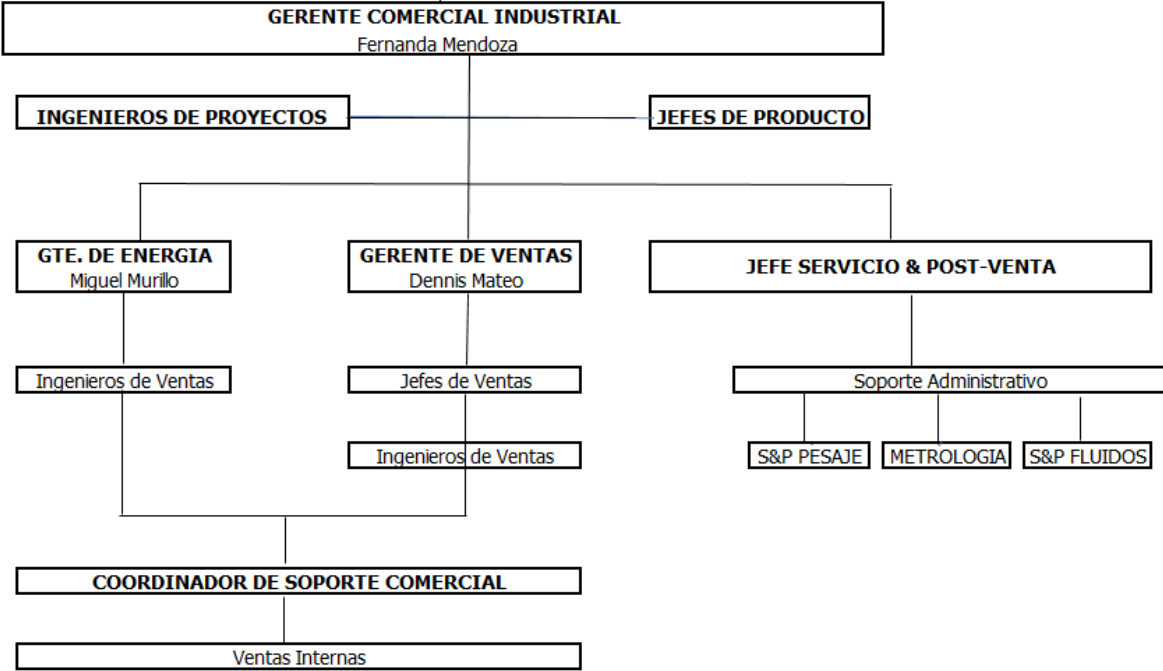 GERENTE COMERCIAL INDUSTRIAL
Fernanda Mendoza
INGENIEROS DE PROYECTOS
JEFES DE PRODUCTO
GTE. DE ENERGIA
Miguel Murillo
GERENTE DE VENTAS
Dennis Mateo
JEFE SERVICIO & POST-VENTA
Ingenieros de Ventas
Jefes de Ventas
Soporte Administrativo
Ingenieros de Ventas
S&P PESAJE
METROLOGIA
S&P FLUIDOS
COORDINADOR DE SOPORTE COMERCIAL
Ventas Internas